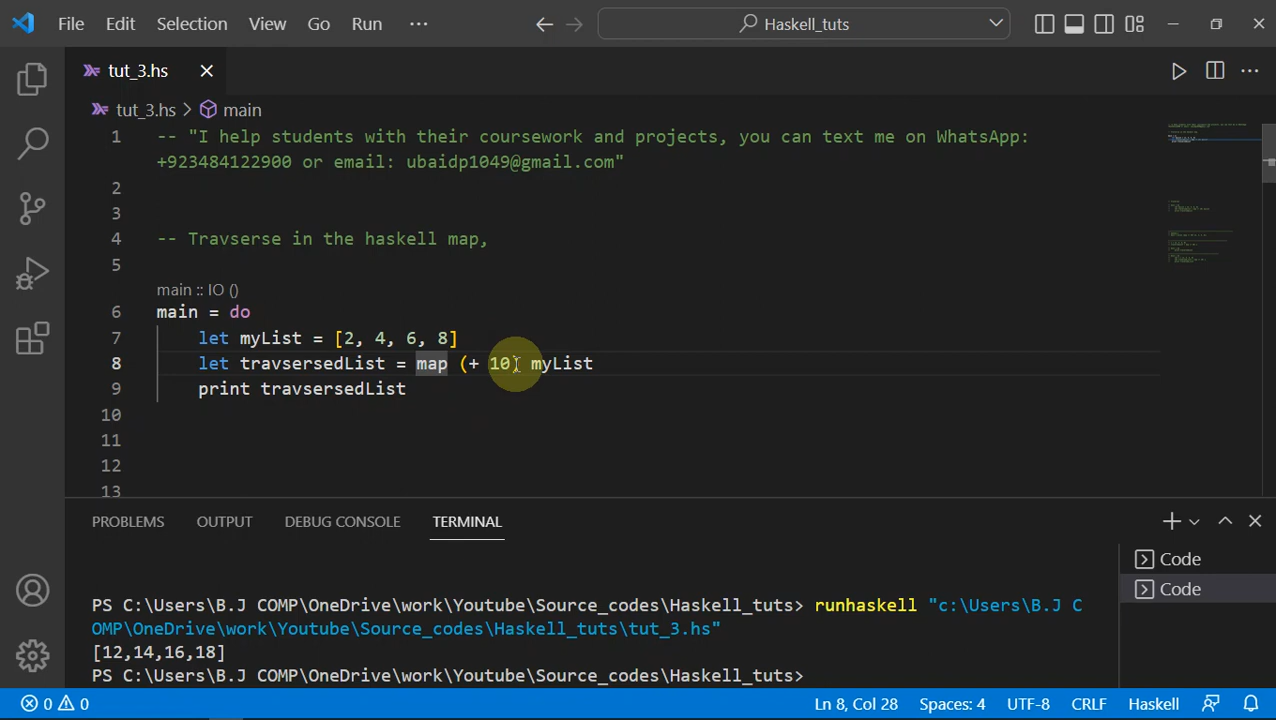 File Edit Selection View Go Run ··· Haskell_tuts
tut_3.hs
tut_3.hs > main
1 -- "I help students with their coursework and projects, you can text me on WhatsApp:
+923484122900 or email: ubaidp1049@gmail.com"
2
3
4 -- Travserse in the haskell map,
5
main :: IO ()
6 main = do
7 let myList = [2, 4, 6, 8]
8 let travsersedList = map (+ 10) myList
9 print travsersedList
10
11
12
13
PROBLEMS OUTPUT DEBUG CONSOLE TERMINAL
Code
Code
PS C:\Users\B.J COMP\OneDrive\work\Youtube\Source_codes\Haskell_tuts> runhaskell "c:\Users\B.J C
OMP\OneDrive\work\Youtube\Source_codes\Haskell_tuts\tut_3.hs"
[12,14,16,18]
PS C:\Users\B.J COMP\OneDrive\work\Youtube\Source_codes\Haskell_tuts>
0 0 Ln 8, Col 28 Spaces: 4 UTF-8 CRLF Haskell